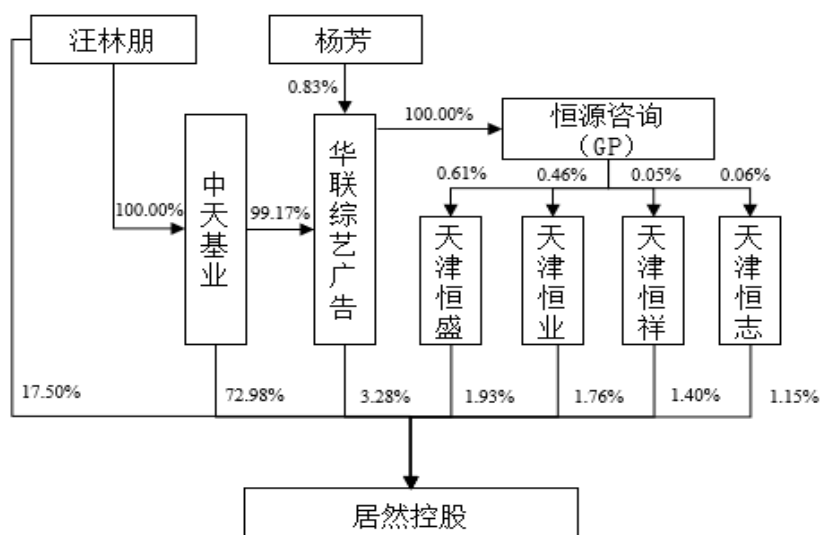 汪林朋
杨芳
0.83%
100.00%
恒源咨询
（GP）
中天基业
华联综艺广告
100.00%
99.17%
0.61%
0.46%
0.05%
0.06%
天津恒盛
天津恒业
天津恒祥
天津恒志
17.50%
72.98%
3.28%
1.93%
1.76%
1.40%
1.15%
居然控股